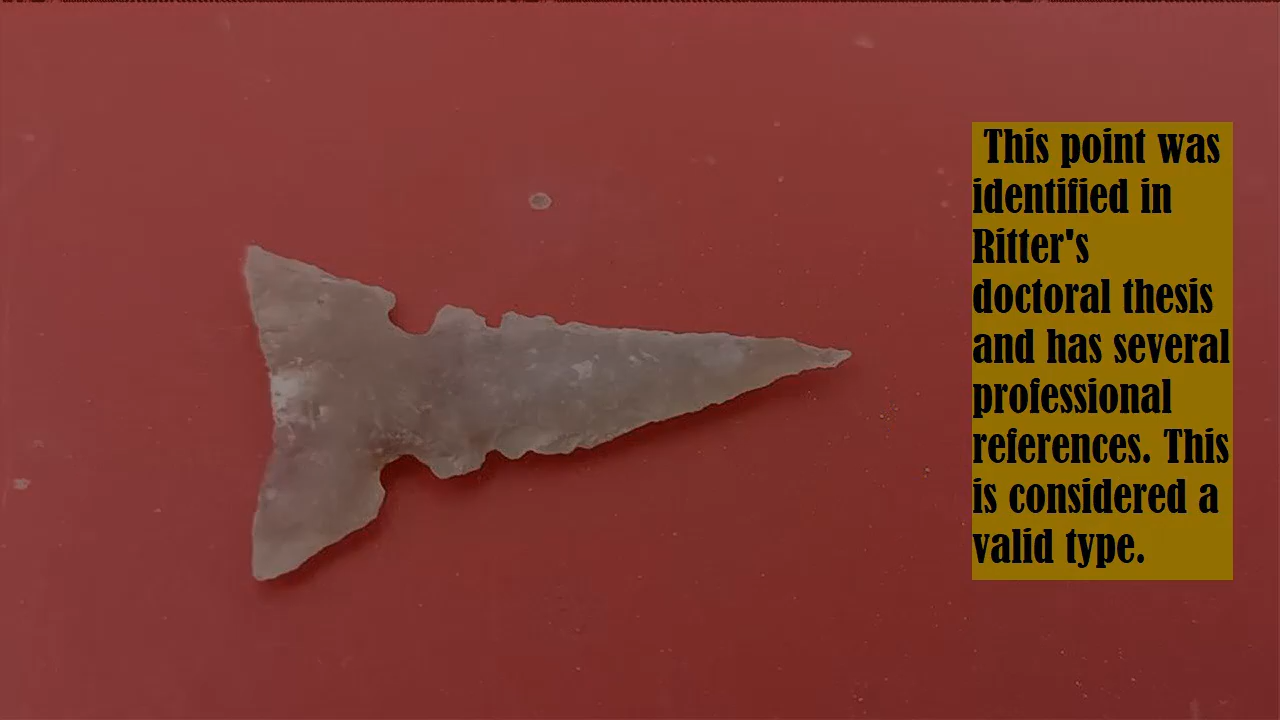 This point was
identified in
Ritter's
doctoral thesis
and has several
professional
references. This
is considered a
valid type.